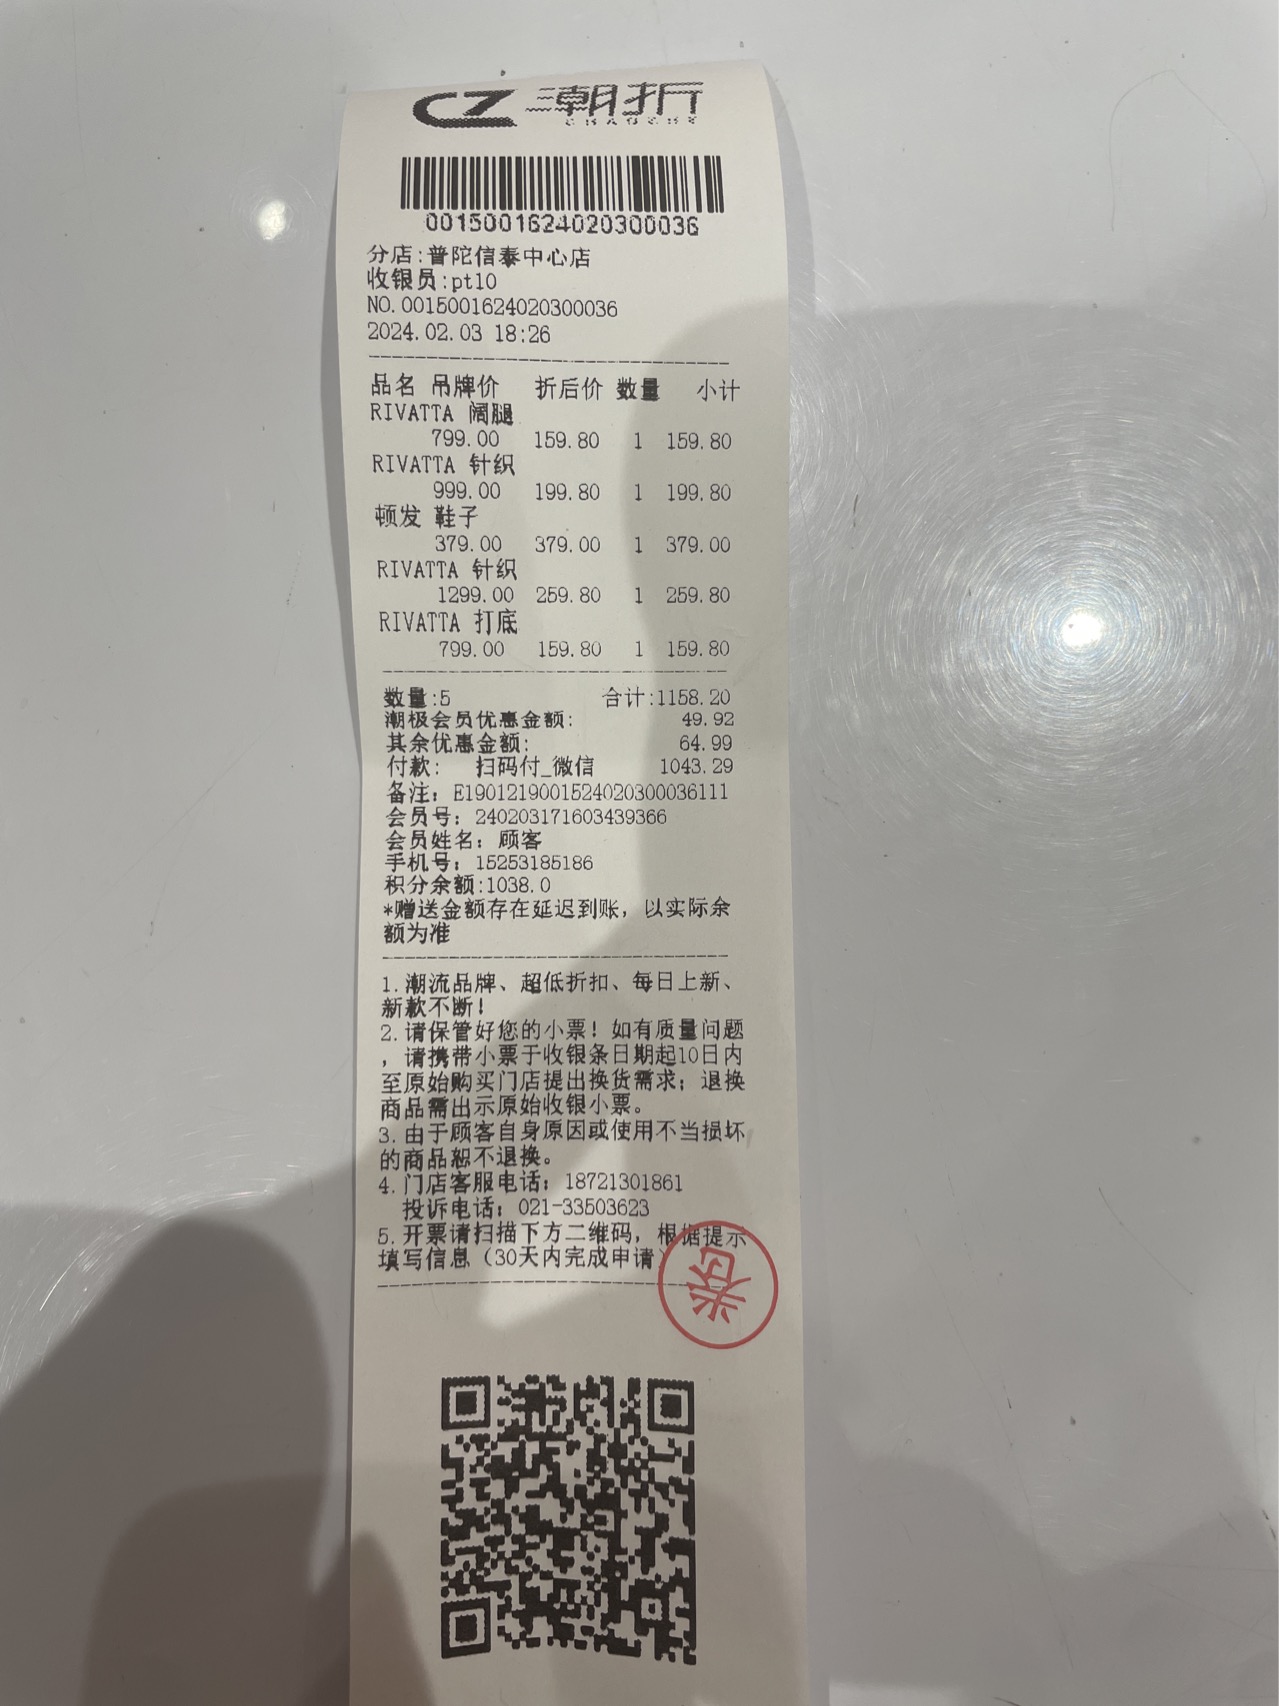 CZ 潮折
CHAOZHE
0015001624020300036
分店:普陀信泰中心店
收银员:pt10
NO.0015001624020300036
2024.02.03 18:26
品名 吊牌价 折后价 数量 小计
RIVATTA 阔腿
799.00 159.80 1 159.80
RIVATTA 针织
999.00 199.80 1 199.80
顿发 鞋子
379.00 379.00 1 379.00
RIVATTA 针织
1299.00 259.80 1 259.80
RIVATTA 打底
799.00 159.80 1 159.80
数量:5 合计:1158.20
潮极会员优惠金额: 49.92
其余优惠金额: 64.99
付款: 扫码付_微信 1043.29
备注: E1901219001524020300036111
会员号: 240203171603439366
会员姓名: 顾客
手机号: 15253185186
积分余额:1038.0
*赠送金额存在延迟到账，以实际余
额为准
1.潮流品牌、超低折扣、每日上新、
新款不断!
2.请保管好您的小票！如有质量问题
，请携带小票于收银条日期起10日内
至原始购买门店提出换货需求；退换
商品需出示原始收银小票。
3.由于顾客自身原因或使用不当损坏
的商品恕不退换。
4.门店客服电话：18721301861
投诉电话：021-33503623
5.开票请扫描下方二维码，根据提示
填写信息（30天内完成申请）